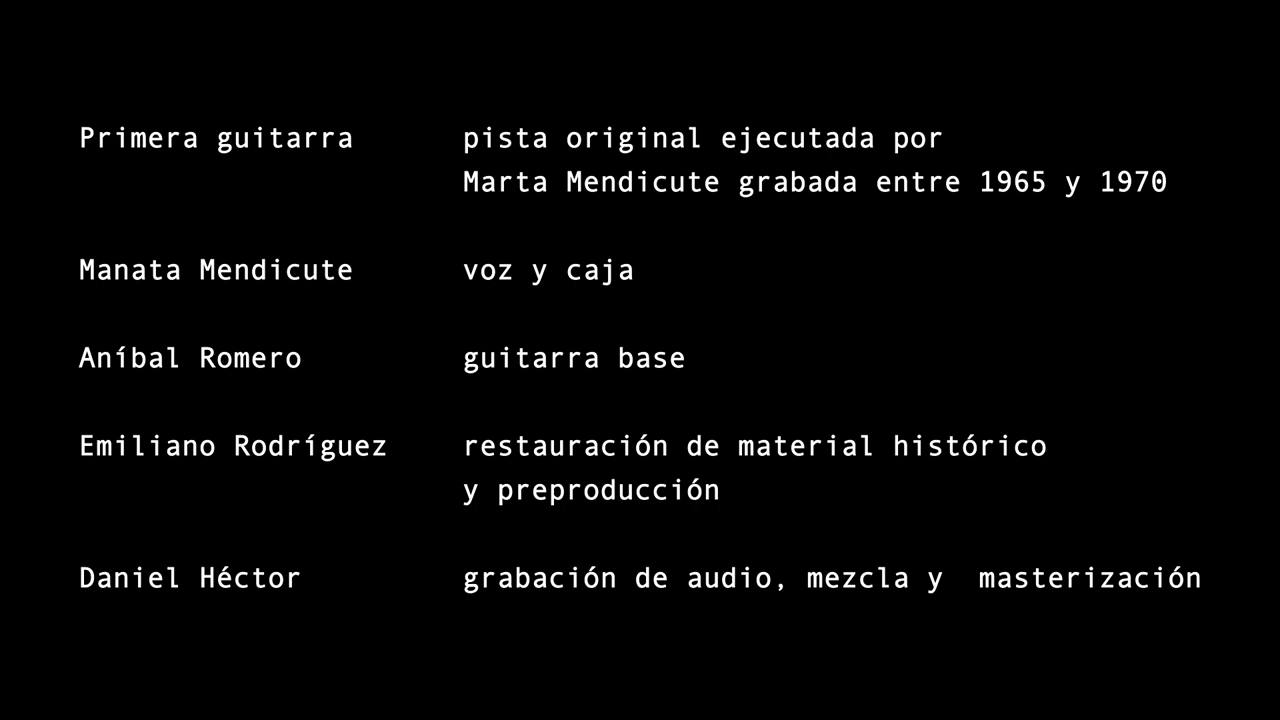 Primera guitarra pista original ejecutada por
Marta Mendicute grabada entre 1965 y 1970
Manata Mendicute voz y caja
Aníbal Romero guitarra base
Emiliano Rodríguez restauración de material histórico
y preproducción
Daniel Héctor grabación de audio, mezcla y  masterización